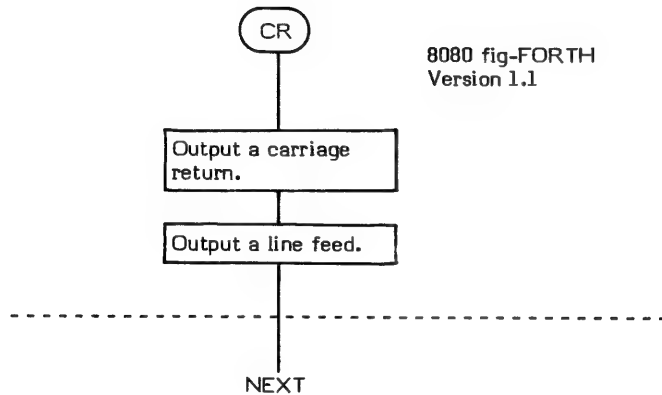 CR
8080 fig-FORTH
Version 1.1
Output a carriage
return.
Output a line feed.
NEXT